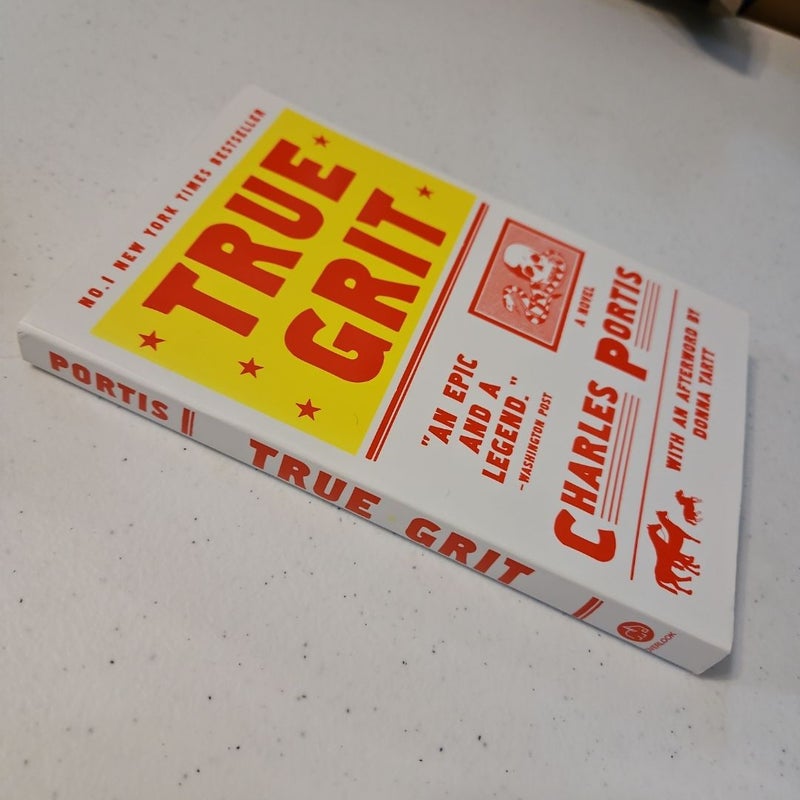 NO.1 NEW YORK TIMES BESTSELLER
TRUE
GRIT
"AN EPIC
AND A
LEGEND."
–WASHINGTON POST
A NOVEL
CHARLES PORTIS
WITH AN AFTERWORD BY
DONNA TARTT
PORTIS
TRUE GRIT
OVERLOOK